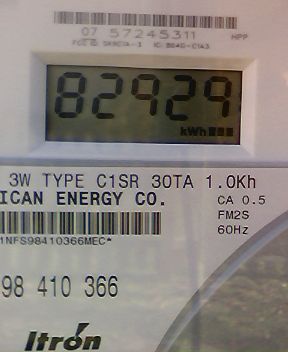 07 57245311
HPP
82929
kWh
3W TYPE C1SR 30TA 1.0Kh
ICAN ENERGY CO.
CA 0.5
FM2S
60Hz
1NFS98410366MEC*
98 410 366
Itron